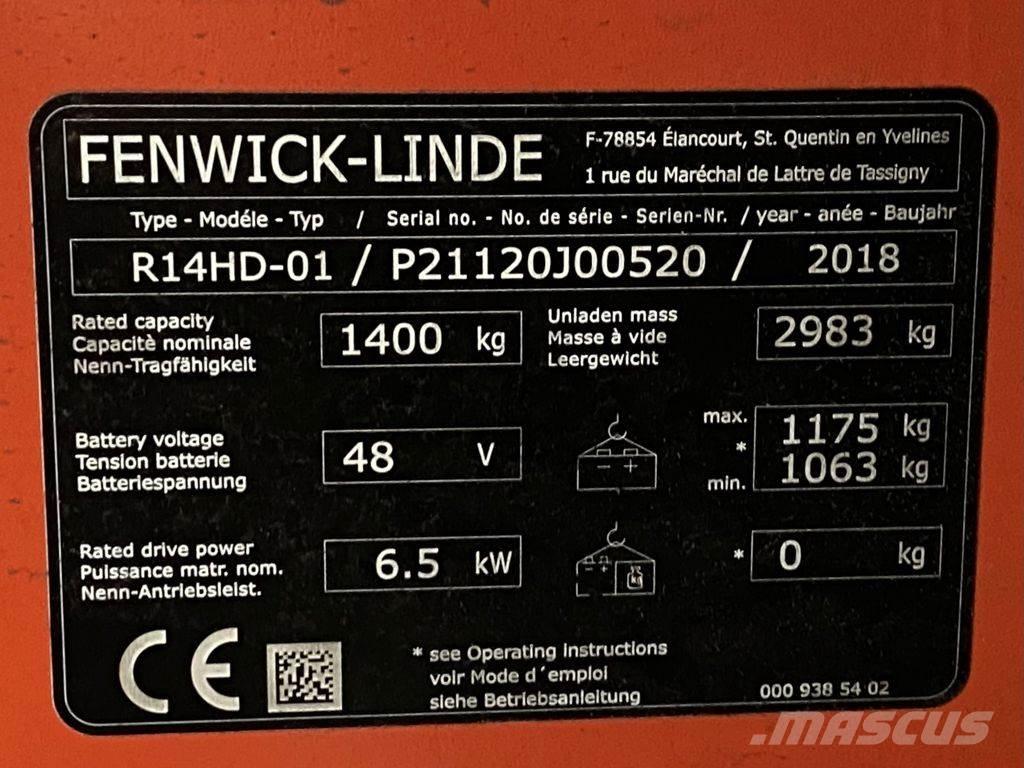 FENWICK-LINDE
F-78854 Élancourt, St. Quentin en Yvelines
1 rue du Maréchal de Lattre de Tassigny
Type - Modéle - Typ / Serial no. - No. de série - Serien-Nr. / year - anée - Baujahr
R14HD-01 / P21120J00520 / 2018
Rated capacity
Capacitè nominale
Nenn-Tragfähigkeit
1400 kg
Unladen mass
Masse à vide
Leergewicht
2983 kg
Battery voltage
Tension batterie
Batteriespannung
48 V
max.
*
min.
1175 kg
1063 kg
Rated drive power
Puissance matr. nom.
Nenn-Antriebsleist.
6.5 kW
kg
* 0 kg
CE
* see Operating instructions
voir Mode d´emploi
siehe Betriebsanleitung
000 938 54 02
MASCUS